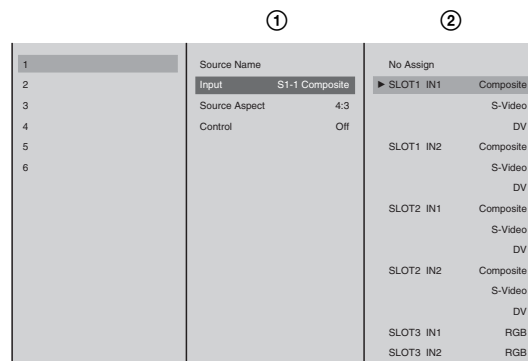 ① ②
1
2
3
4
5
6
Source Name
Input S1-1 Composite
Source Aspect 4:3
Control Off
No Assign
▶ SLOT1 IN1 Composite
S-Video
DV
SLOT1 IN2 Composite
S-Video
DV
SLOT2 IN1 Composite
S-Video
DV
SLOT2 IN2 Composite
S-Video
DV
SLOT3 IN1 RGB
SLOT3 IN2 RGB